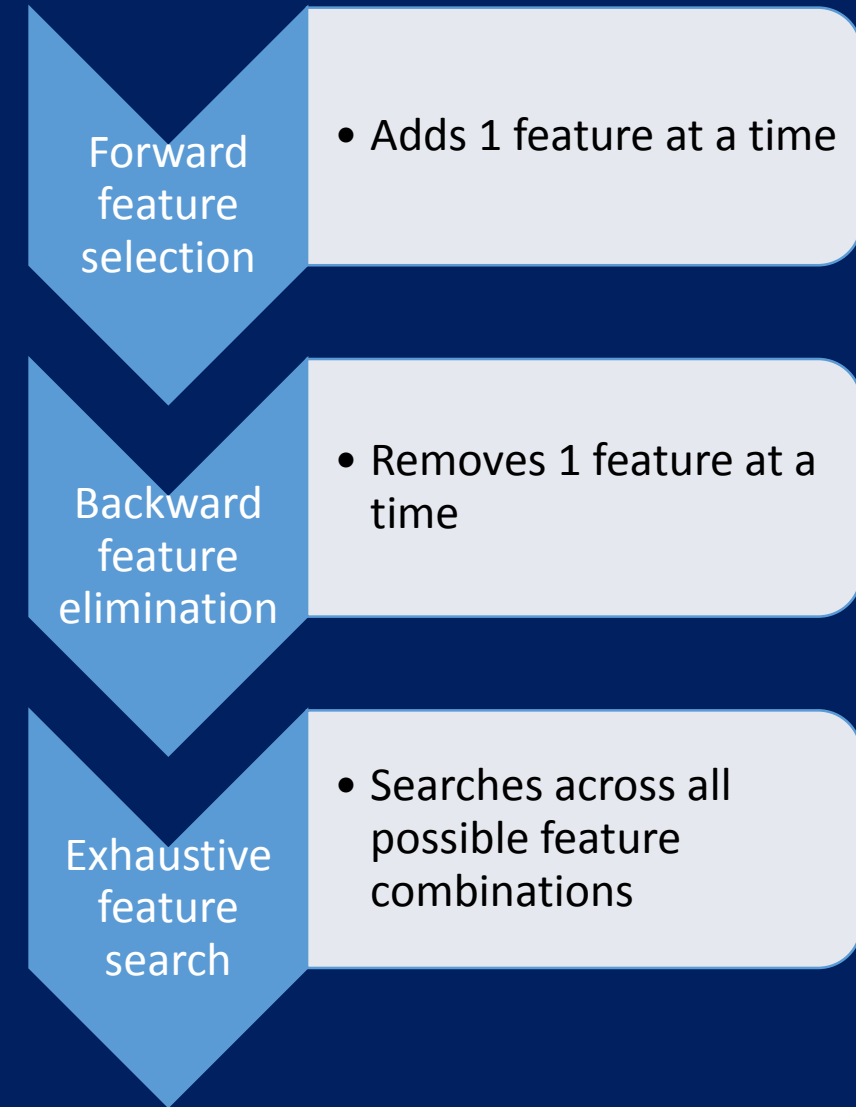 Forward
feature
selection
• Adds 1 feature at a time
Backward
feature
elimination
• Removes 1 feature at a
time
Exhaustive
feature
search
• Searches across all
possible feature
combinations